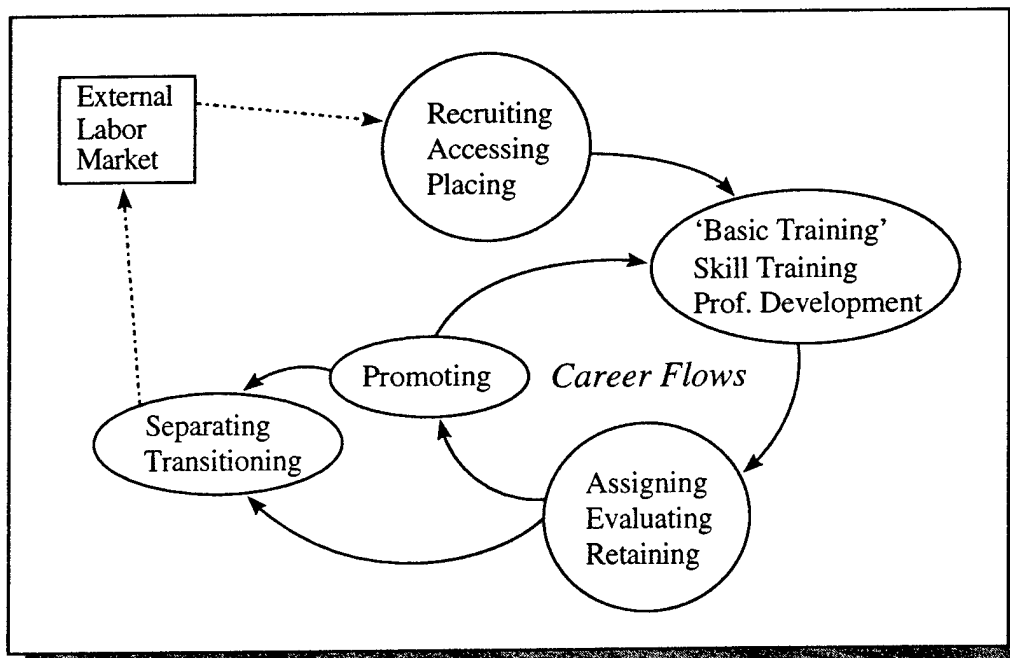 External
Labor
Market
Recruiting
Accessing
Placing
‘Basic Training’
Skill Training
Prof. Development
Promoting
Career Flows
Separating
Transitioning
Assigning
Evaluating
Retaining